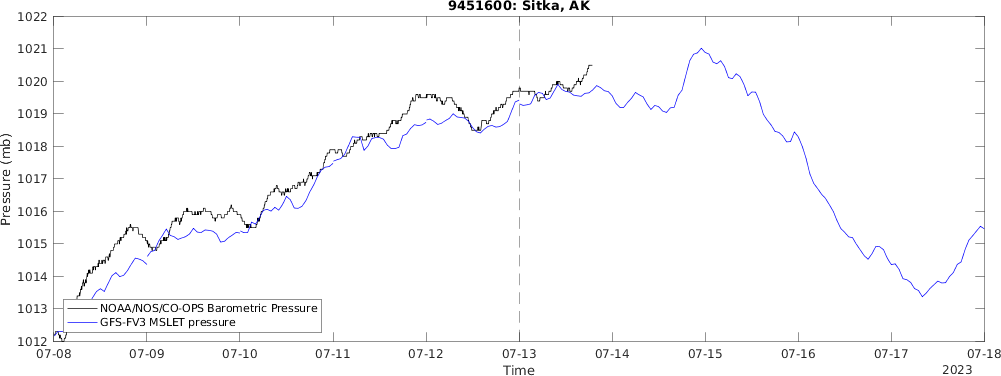 9451600: Sitka, AK
1022
1021
1020
1019
1018
1017
1016
1015
1014
1013
1012
Pressure (mb)
NOAA/NOS/CO-OPS Barometric Pressure
GFS-FV3 MSLET pressure
07-08 07-09 07-10 07-11 07-12 07-13 07-14 07-15 07-16 07-17 07-18
Time
2023